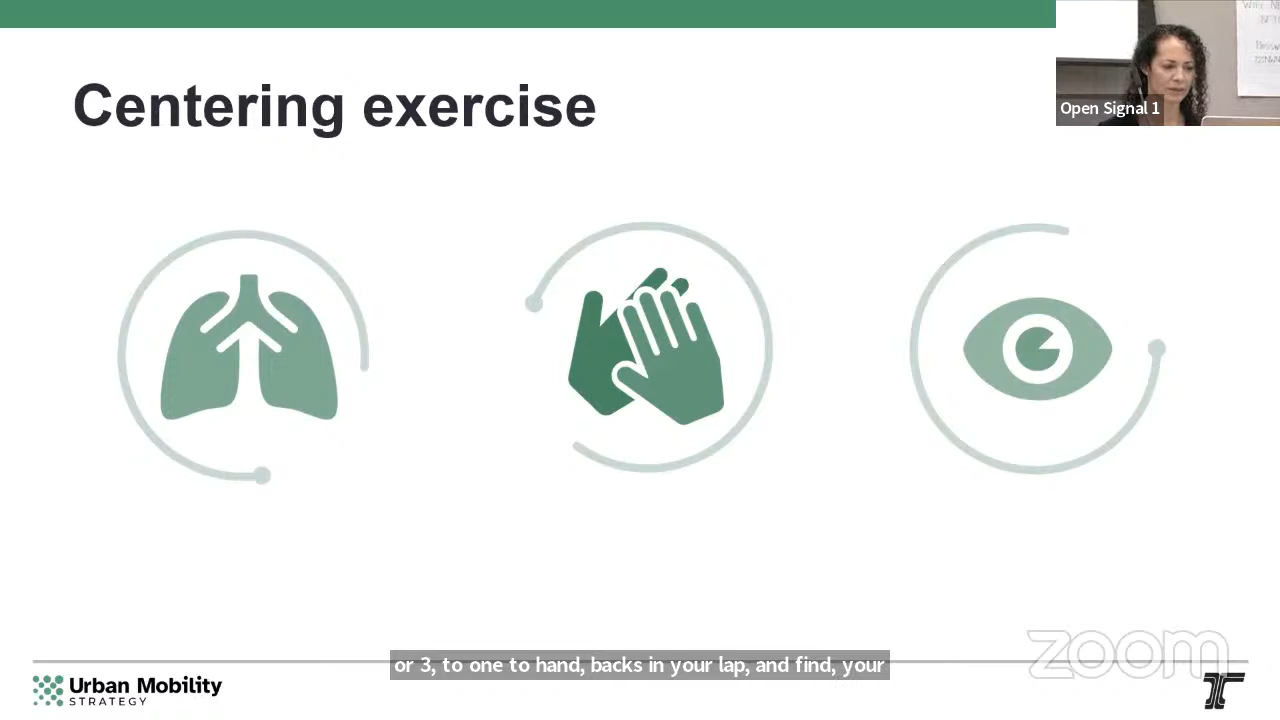 Centering exercise
Open Signal 1
or 3, to one to hand, backs in your lap, and find, your
zoom
Urban Mobility
STRATEGY